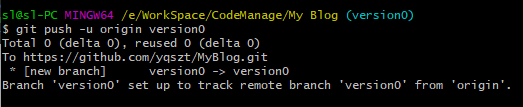 sl@sl-PC MINGW64 /e/WorkSpace/CodeManage/My Blog (version0)
$ git push -u origin version0
Total 0 (delta 0), reused 0 (delta 0)
To https://github.com/yqszt/MyBlog.git
 * [new branch]      version0 -> version0
Branch 'version0' set up to track remote branch 'version0' from 'origin'.